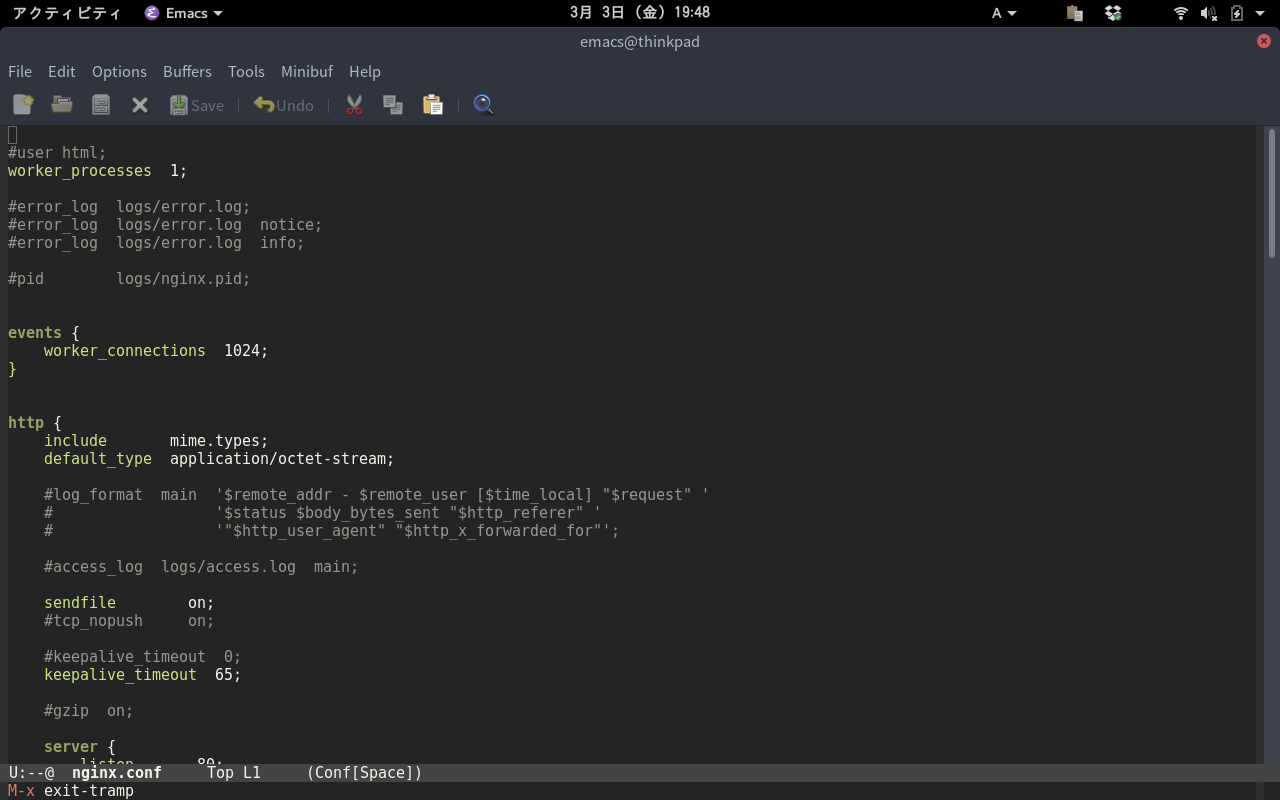 アクティビティ Emacs 3月 3日 (金) 19:48 A
emacs@thinkpad
File Edit Options Buffers Tools Minibuf Help
Save Undo
#user html;
worker_processes  1;
#error_log  logs/error.log;
#error_log  logs/error.log  notice;
#error_log  logs/error.log  info;
#pid        logs/nginx.pid;
events {
    worker_connections  1024;
}
http {
    include       mime.types;
    default_type  application/octet-stream;
    #log_format  main  '$remote_addr - $remote_user [$time_local] "$request" '
    #                  '$status $body_bytes_sent "$http_referer" '
    #                  '"$http_user_agent" "$http_x_forwarded_for"';
    #access_log  logs/access.log  main;
    sendfile        on;
    #tcp_nopush     on;
    #keepalive_timeout  0;
    keepalive_timeout  65;
    #gzip  on;
    server {
        listen       80;
U:--@  nginx.conf     Top L1     (Conf[Space])
M-x exit-tramp